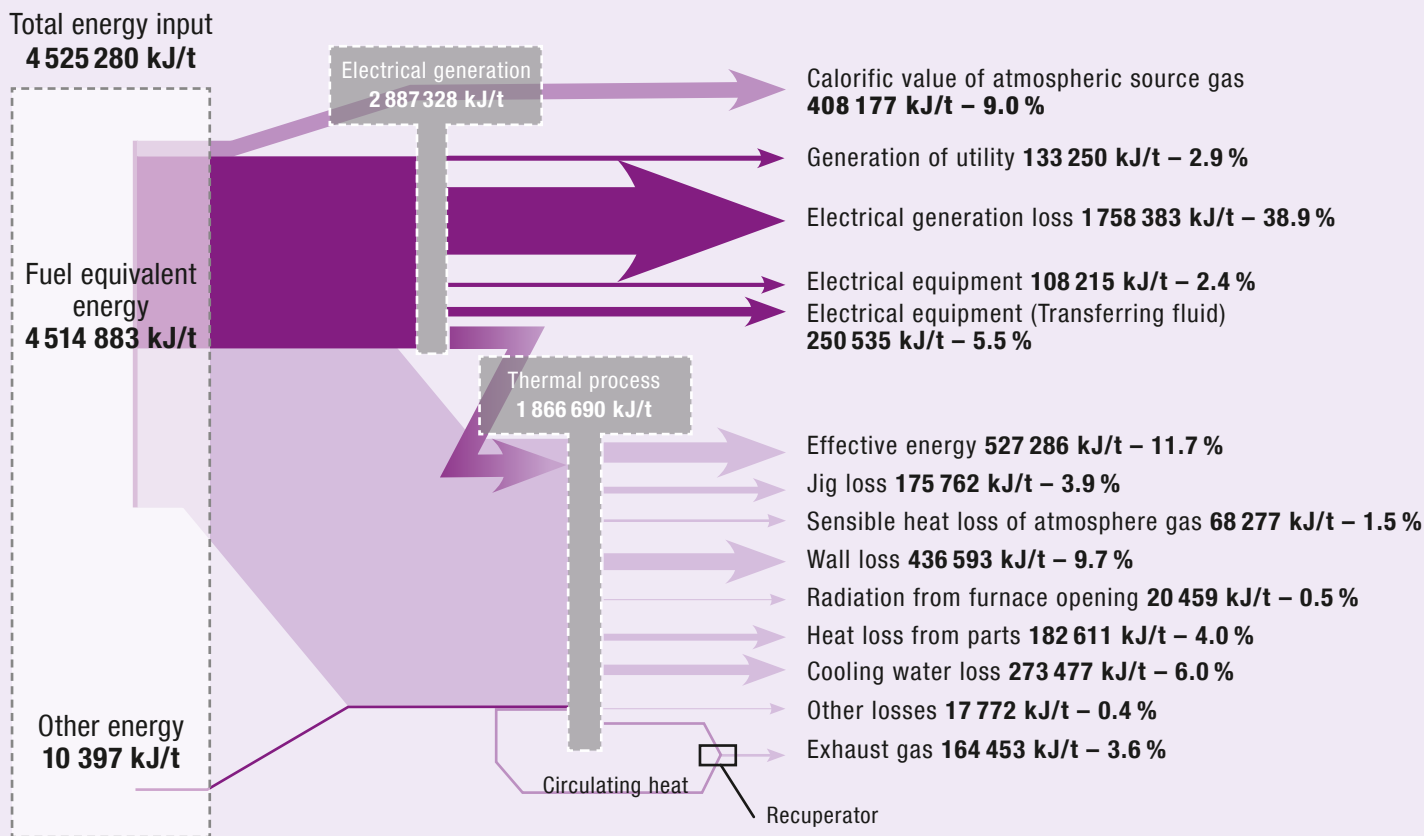 Total energy input
4 525 280 kJ/t
Electrical generation
2 887 328 kJ/t
Calorific value of atmospheric source gas
408 177 kJ/t – 9.0 %
Generation of utility 133 250 kJ/t – 2.9 %
Electrical generation loss 1 758 383 kJ/t – 38.9 %
Fuel equivalent
energy
4 514 883 kJ/t
Electrical equipment 108 215 kJ/t – 2.4 %
Electrical equipment (Transferring fluid)
250 535 kJ/t – 5.5 %
Thermal process
1 866 690 kJ/t
Effective energy 527 286 kJ/t – 11.7 %
Jig loss 175 762 kJ/t – 3.9 %
Sensible heat loss of atmosphere gas 68 277 kJ/t – 1.5 %
Wall loss 436 593 kJ/t – 9.7 %
Radiation from furnace opening 20 459 kJ/t – 0.5 %
Heat loss from parts 182 611 kJ/t – 4.0 %
Cooling water loss 273 477 kJ/t – 6.0 %
Other losses 17 772 kJ/t – 0.4 %
Exhaust gas 164 453 kJ/t – 3.6 %
Other energy
10 397 kJ/t
Circulating heat
Recuperator